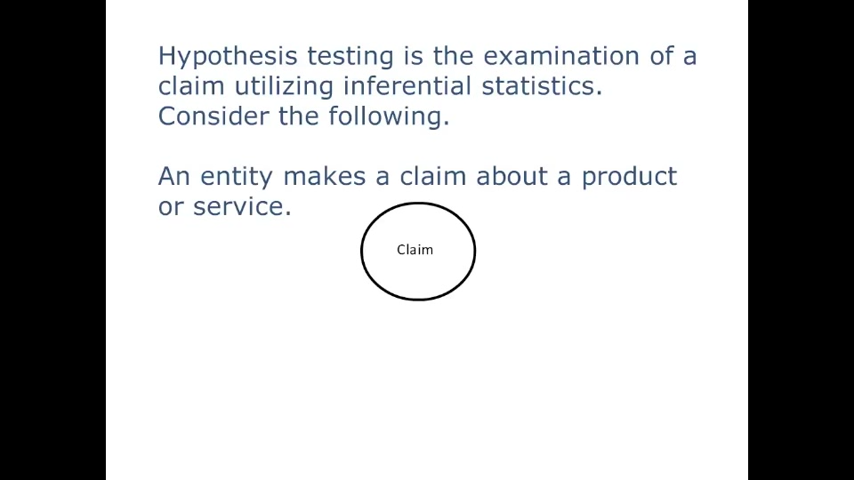 Hypothesis testing is the examination of a
claim utilizing inferential statistics.
Consider the following.
An entity makes a claim about a product
or service.
Claim